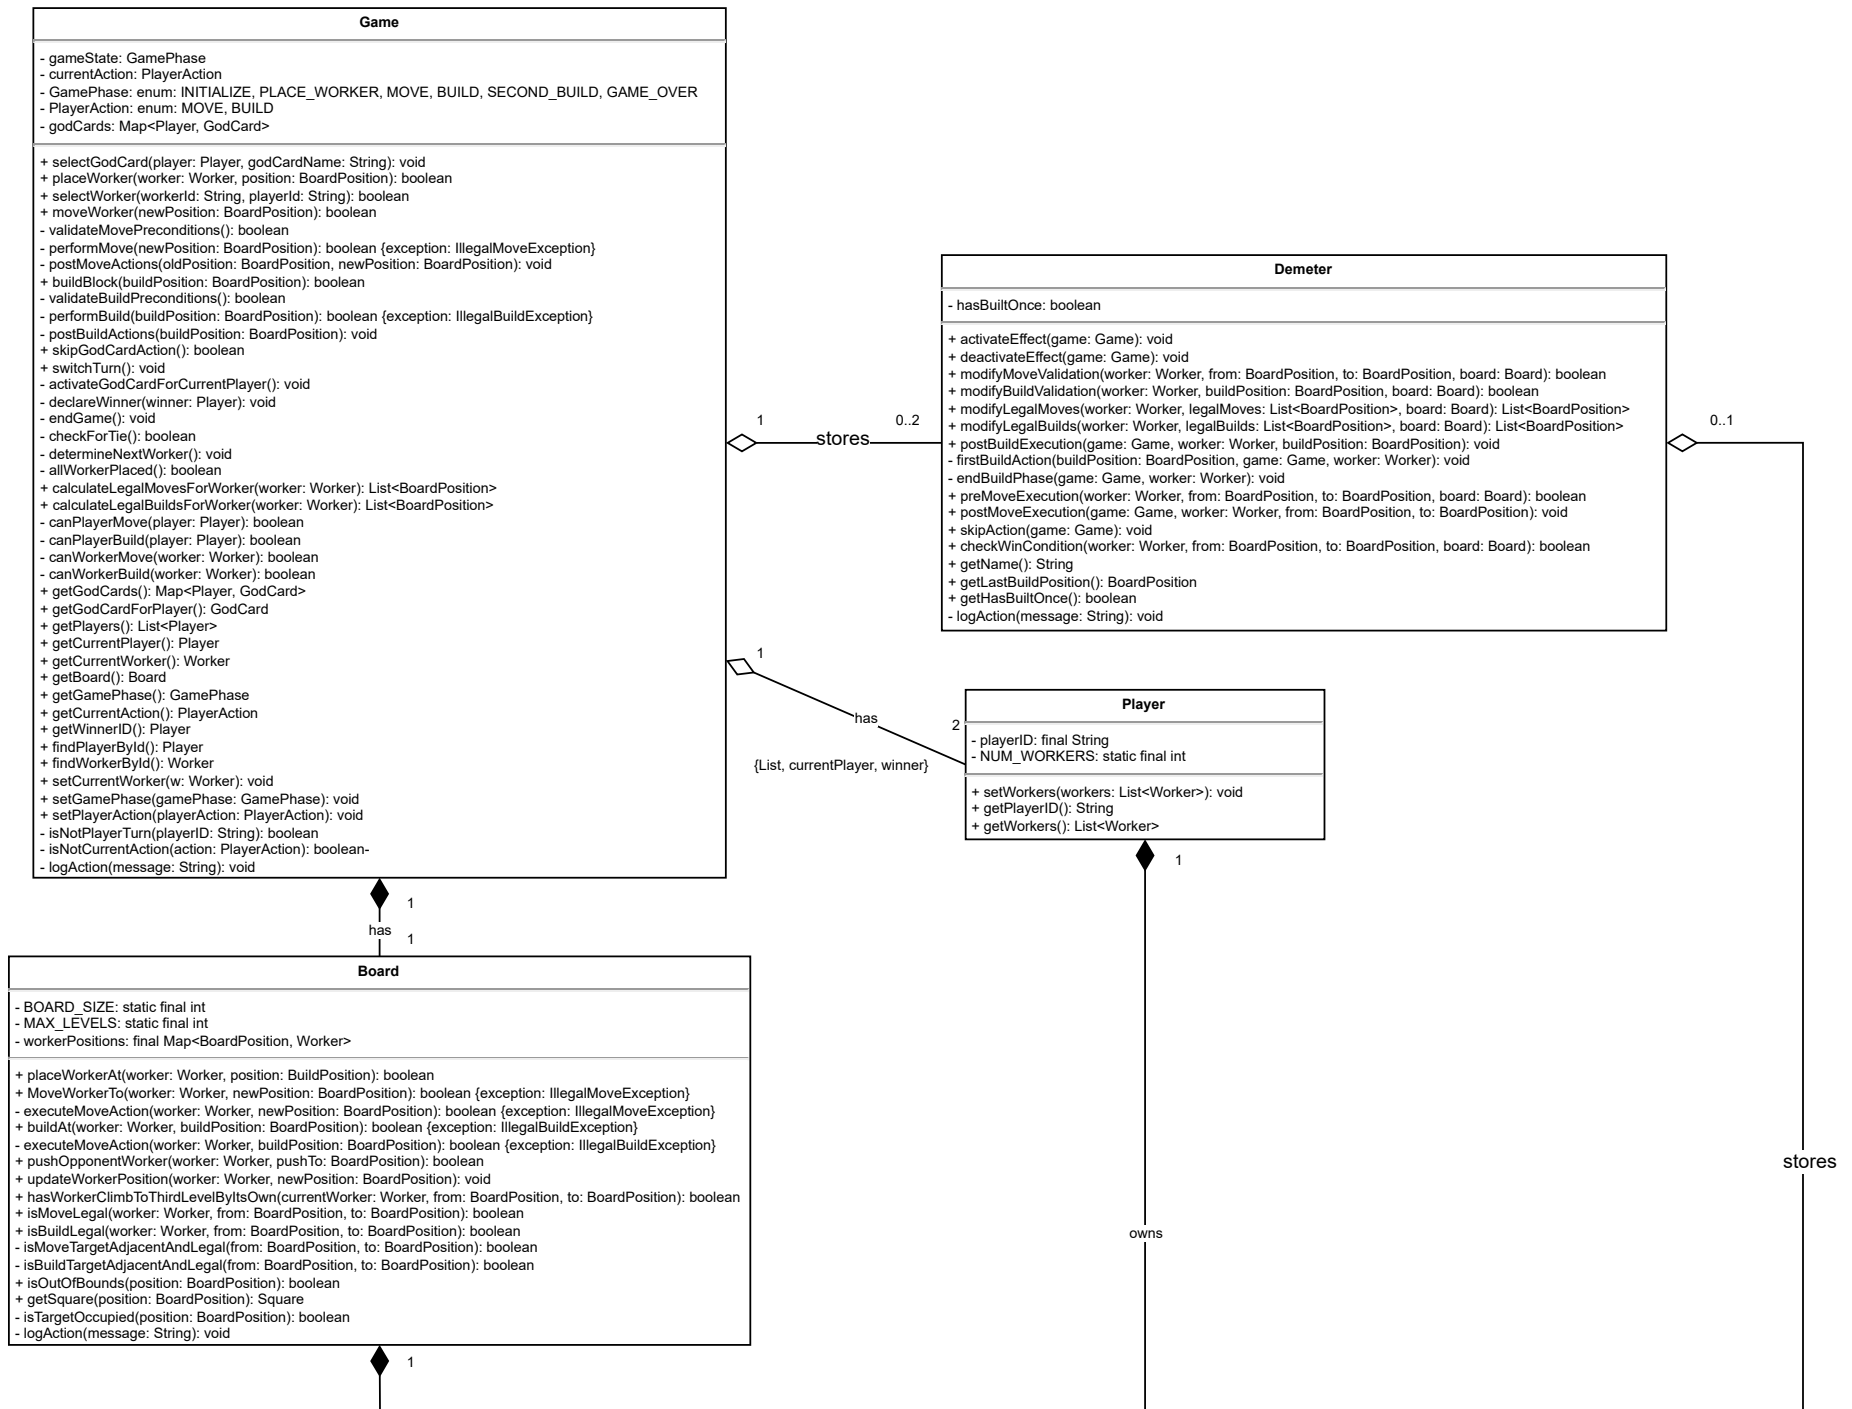 Game
- gameState: GamePhase
- currentAction: PlayerAction
- GamePhase: enum: INITIALIZE, PLACE_WORKER, MOVE, BUILD, SECOND_BUILD, GAME_OVER
- PlayerAction: enum: MOVE, BUILD
- godCards: Map<Player, GodCard>
+ selectGodCard(player: Player, godCardName: String): void
+ placeWorker(worker: Worker, position: BoardPosition): boolean
+ selectWorker(workerId: String, playerId: String): boolean
+ moveWorker(newPosition: BoardPosition): boolean
- validateMovePreconditions(): boolean
- performMove(newPosition: BoardPosition): boolean {exception: IllegalMoveException}
- postMoveActions(oldPosition: BoardPosition, newPosition: BoardPosition): void
+ buildBlock(buildPosition: BoardPosition): boolean
- validateBuildPreconditions(): boolean
- performBuild(buildPosition: BoardPosition): boolean {exception: IllegalBuildException}
- postBuildActions(buildPosition: BoardPosition): void
+ skipGodCardAction(): boolean
+ switchTurn(): void
- activateGodCardForCurrentPlayer(): void
- declareWinner(winner: Player): void
- endGame(): void
- checkForTie(): boolean
- determineNextWorker(): void
- allWorkerPlaced(): boolean
+ calculateLegalMovesForWorker(worker: Worker): List<BoardPosition>
+ calculateLegalBuildsForWorker(worker: Worker): List<BoardPosition>
- canPlayerMove(player: Player): boolean
- canPlayerBuild(player: Player): boolean
- canWorkerMove(worker: Worker): boolean
- canWorkerBuild(worker: Worker): boolean
+ getGodCards(): Map<Player, GodCard>
+ getGodCardForPlayer(): GodCard
+ getPlayers(): List<Player>
+ getCurrentPlayer(): Player
+ getCurrentWorker(): Worker
+ getBoard(): Board
+ getGamePhase(): GamePhase
+ getCurrentAction(): PlayerAction
+ getWinnerID(): Player
+ findPlayerById(): Player
+ findWorkerById(): Worker
+ setCurrentWorker(w: Worker): void
+ setGamePhase(gamePhase: GamePhase): void
+ setPlayerAction(playerAction: PlayerAction): void
- isNotPlayerTurn(playerID: String): boolean
- isNotCurrentAction(action: PlayerAction): boolean-
- logAction(message: String): void
1
stores
0..2
Demeter
- hasBuiltOnce: boolean
+ activateEffect(game: Game): void
+ deactivateEffect(game: Game): void
+ modifyMoveValidation(worker: Worker, from: BoardPosition, to: BoardPosition, board: Board): boolean
+ modifyBuildValidation(worker: Worker, buildPosition: BoardPosition, board: Board): boolean
+ modifyLegalMoves(worker: Worker, legalMoves: List<BoardPosition>, board: Board): List<BoardPosition>
+ modifyLegalBuilds(worker: Worker, legalBuilds: List<BoardPosition>, board: Board): List<BoardPosition>
+ postBuildExecution(game: Game, worker: Worker, buildPosition: BoardPosition): void
- firstBuildAction(buildPosition: BoardPosition, game: Game, worker: Worker): void
- endBuildPhase(game: Game, worker: Worker): void
+ preMoveExecution(worker: Worker, from: BoardPosition, to: BoardPosition, board: Board): boolean
+ postMoveExecution(game: Game, worker: Worker, from: BoardPosition, to: BoardPosition): void
+ skipAction(game: Game): void
+ checkWinCondition(worker: Worker, from: BoardPosition, to: BoardPosition, board: Board): boolean
+ getName(): String
+ getLastBuildPosition(): BoardPosition
+ getHasBuiltOnce(): boolean
- logAction(message: String): void
0..1
stores
1
has
2
{List, currentPlayer, winner}
Player
- playerID: final String
- NUM_WORKERS: static final int
+ setWorkers(workers: List<Worker>): void
+ getPlayerID(): String
+ getWorkers(): List<Worker>
1
owns
1
has
1
Board
- BOARD_SIZE: static final int
- MAX_LEVELS: static final int
- workerPositions: final Map<BoardPosition, Worker>
+ placeWorkerAt(worker: Worker, position: BuildPosition): boolean
+ MoveWorkerTo(worker: Worker, newPosition: BoardPosition): boolean {exception: IllegalMoveException}
- executeMoveAction(worker: Worker, newPosition: BoardPosition): boolean {exception: IllegalMoveException}
+ buildAt(worker: Worker, buildPosition: BoardPosition): boolean {exception: IllegalBuildException}
- executeMoveAction(worker: Worker, buildPosition: BoardPosition): boolean {exception: IllegalBuildException}
+ pushOpponentWorker(worker: Worker, pushTo: BoardPosition): boolean
+ updateWorkerPosition(worker: Worker, newPosition: BoardPosition): void
+ hasWorkerClimbToThirdLevelByItsOwn(currentWorker: Worker, from: BoardPosition, to: BoardPosition): boolean
+ isMoveLegal(worker: Worker, from: BoardPosition, to: BoardPosition): boolean
+ isBuildLegal(worker: Worker, from: BoardPosition, to: BoardPosition): boolean
- isMoveTargetAdjacentAndLegal(from: BoardPosition, to: BoardPosition): boolean
- isBuildTargetAdjacentAndLegal(from: BoardPosition, to: BoardPosition): boolean
+ isOutOfBounds(position: BoardPosition): boolean
+ getSquare(position: BoardPosition): Square
- isTargetOccupied(position: BoardPosition): boolean
- logAction(message: String): void
1